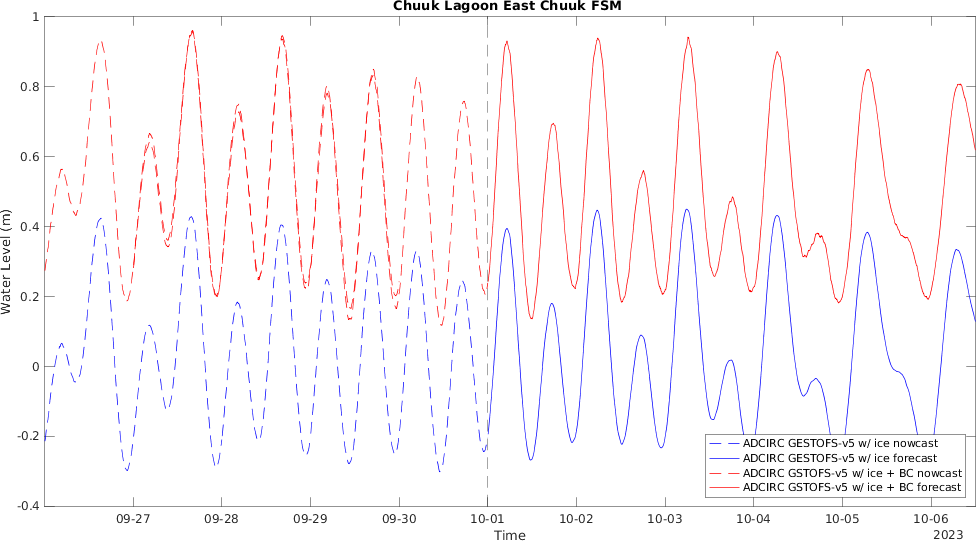 Chuuk Lagoon East Chuuk FSM
1
0.8
0.6
0.4
0.2
0
-0.2
-0.4
Water Level (m)
ADCIRC GESTOFS-v5 w/ ice nowcast
ADCIRC GESTOFS-v5 w/ ice forecast
ADCIRC GSTOFS-v5 w/ ice + BC nowcast
ADCIRC GSTOFS-v5 w/ ice + BC forecast
09-27 09-28 09-29 09-30 10-01 10-02 10-03 10-04 10-05 10-06
Time
2023